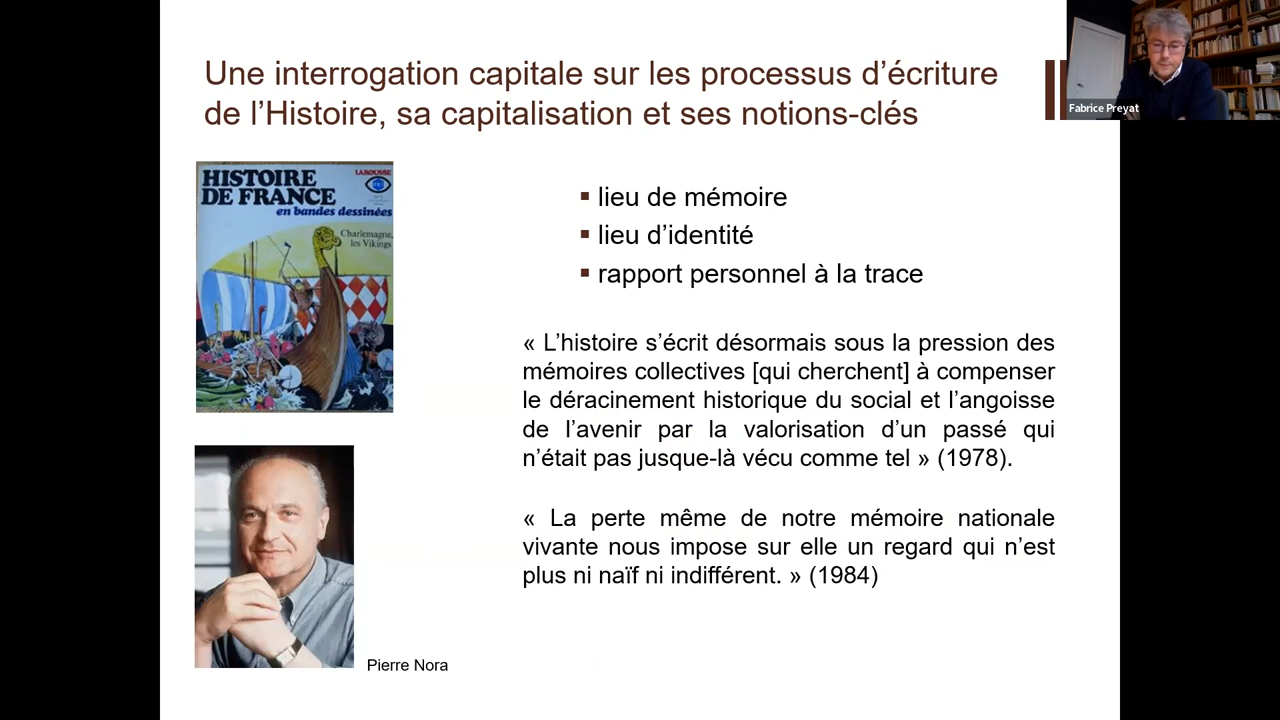 Une interrogation capitale sur les processus d’écriture
de l’Histoire, sa capitalisation et ses notions-clés
Fabrice Preyat
HISTOIRE
DE FRANCE
LAROUSSE
en bandes dessinées
Charlemagne,
les Vikings
▪ lieu de mémoire
▪ lieu d’identité
▪ rapport personnel à la trace
« L’histoire s’écrit désormais sous la pression des
mémoires collectives [qui cherchent] à compenser
le déracinement historique du social et l’angoisse
de l’avenir par la valorisation d’un passé qui
n’était pas jusque-là vécu comme tel » (1978).
« La perte même de notre mémoire nationale
vivante nous impose sur elle un regard qui n’est
plus ni naïf ni indifférent. » (1984)
Pierre Nora